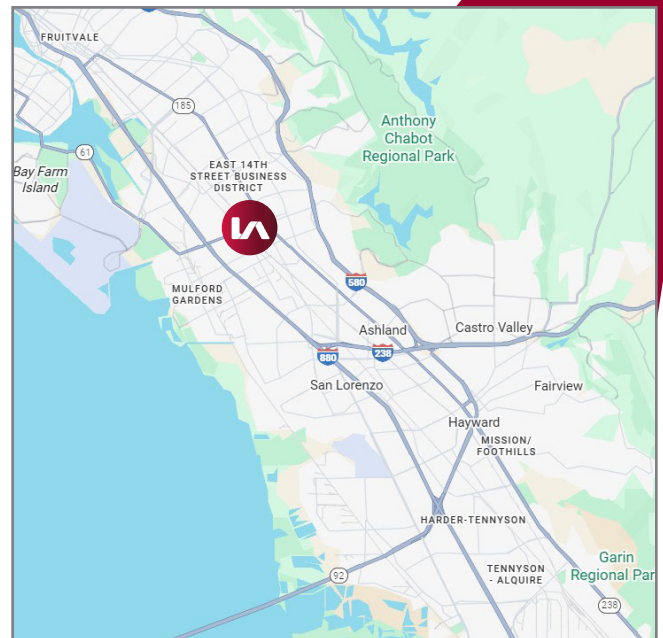 FRUITVALE
185
Anthony
Chabot
Regional Park
61
EAST 14TH
STREET BUSINESS
DISTRICT
Bay Farm
Island
LA
MULFORD
GARDENS
580
Ashland
Castro Valley
880
238
San Lorenzo
Fairview
Hayward
MISSION/
FOOTHILLS
HARDER-TENNYSON
Garin
Regional Par
TENNYSON
- ALQUIRE
92
238